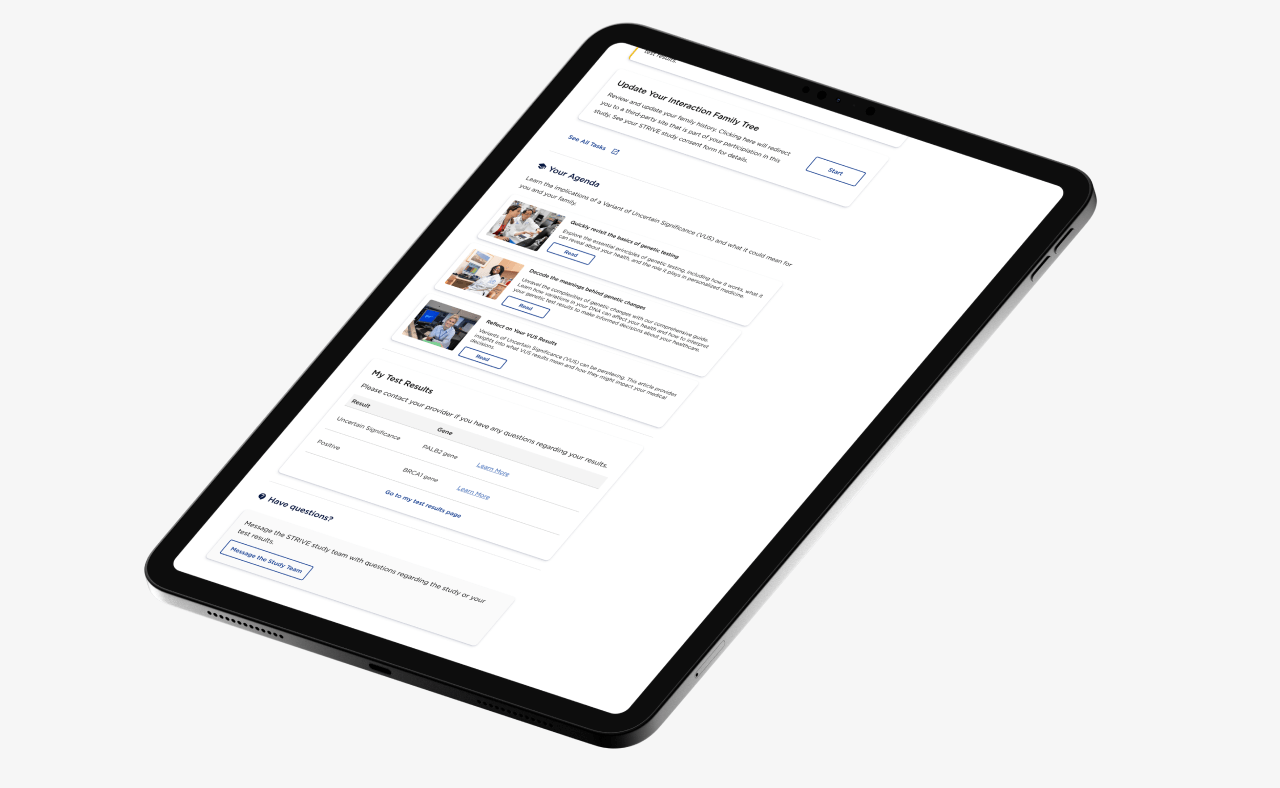 test results.
Update Your Interaction Family Tree
Review and update your family history. Clicking here will redirect
you to a third-party site that is part of your participation in this
study. See your STRIVE study consent form for details.
Start
See All Tasks
Your Agenda
Learn the implications of a Variant of Uncertain Significance (VUS) and what it could mean for
you and your family.
Quickly revisit the basics of genetic testing
Explore the essential principles of genetic testing, including how it works, what it
can reveal about your health, and the role it plays in personalized medicine.
Read
Decode the meanings behind genetic changes
Unravel the complexities of genetic changes with our comprehensive guide.
Learn how variations in your DNA can affect your health and how to interpret
your genetic test results to make informed decisions about your healthcare.
Read
Reflect on Your VUS Results
Variants of Uncertain Significance (VUS) can be perplexing. This article provides
insights into what VUS results mean and how they might impact your medical
decisions.
Read
My Test Results
Please contact your provider if you have any questions regarding your results.
Result
Gene
Uncertain Significance
PALB2 gene
Learn More
Positive
BRCA1 gene
Learn More
Go to my test results page
Have questions?
Message the STRIVE study team with questions regarding the study or your
test results.
Message the Study Team